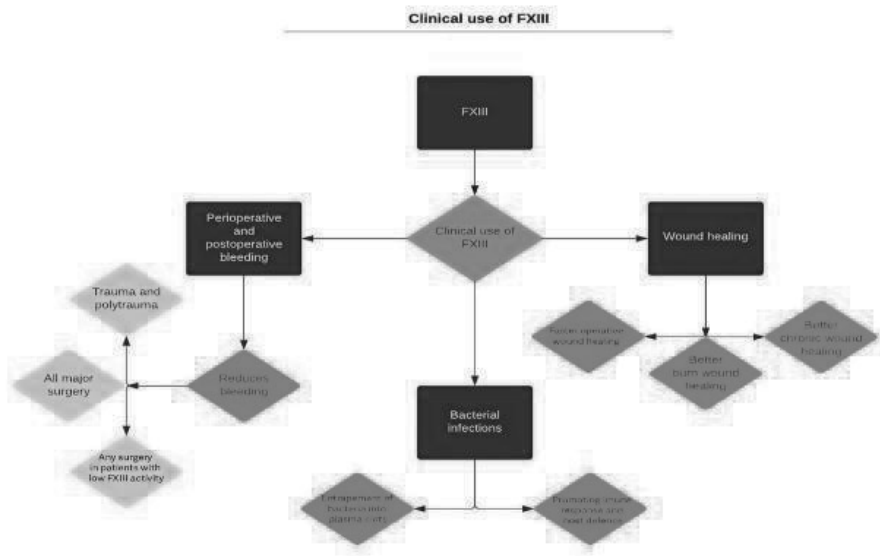 Clinical use of FXIII
FXIII
Clinical use of
FXIII
Perioperative
and
postoperative
bleeding
Wound healing
Trauma and
polytrauma
All major
surgery
Reduces
bleeding
Any surgery
in patients with
low FXIII activity
Faster operative
wound healing
Better
burn wound
healing
Better
chronic wound
healing
Bacterial
infections
of
bacteria into
plasma clots
Promoting
response and
host defence